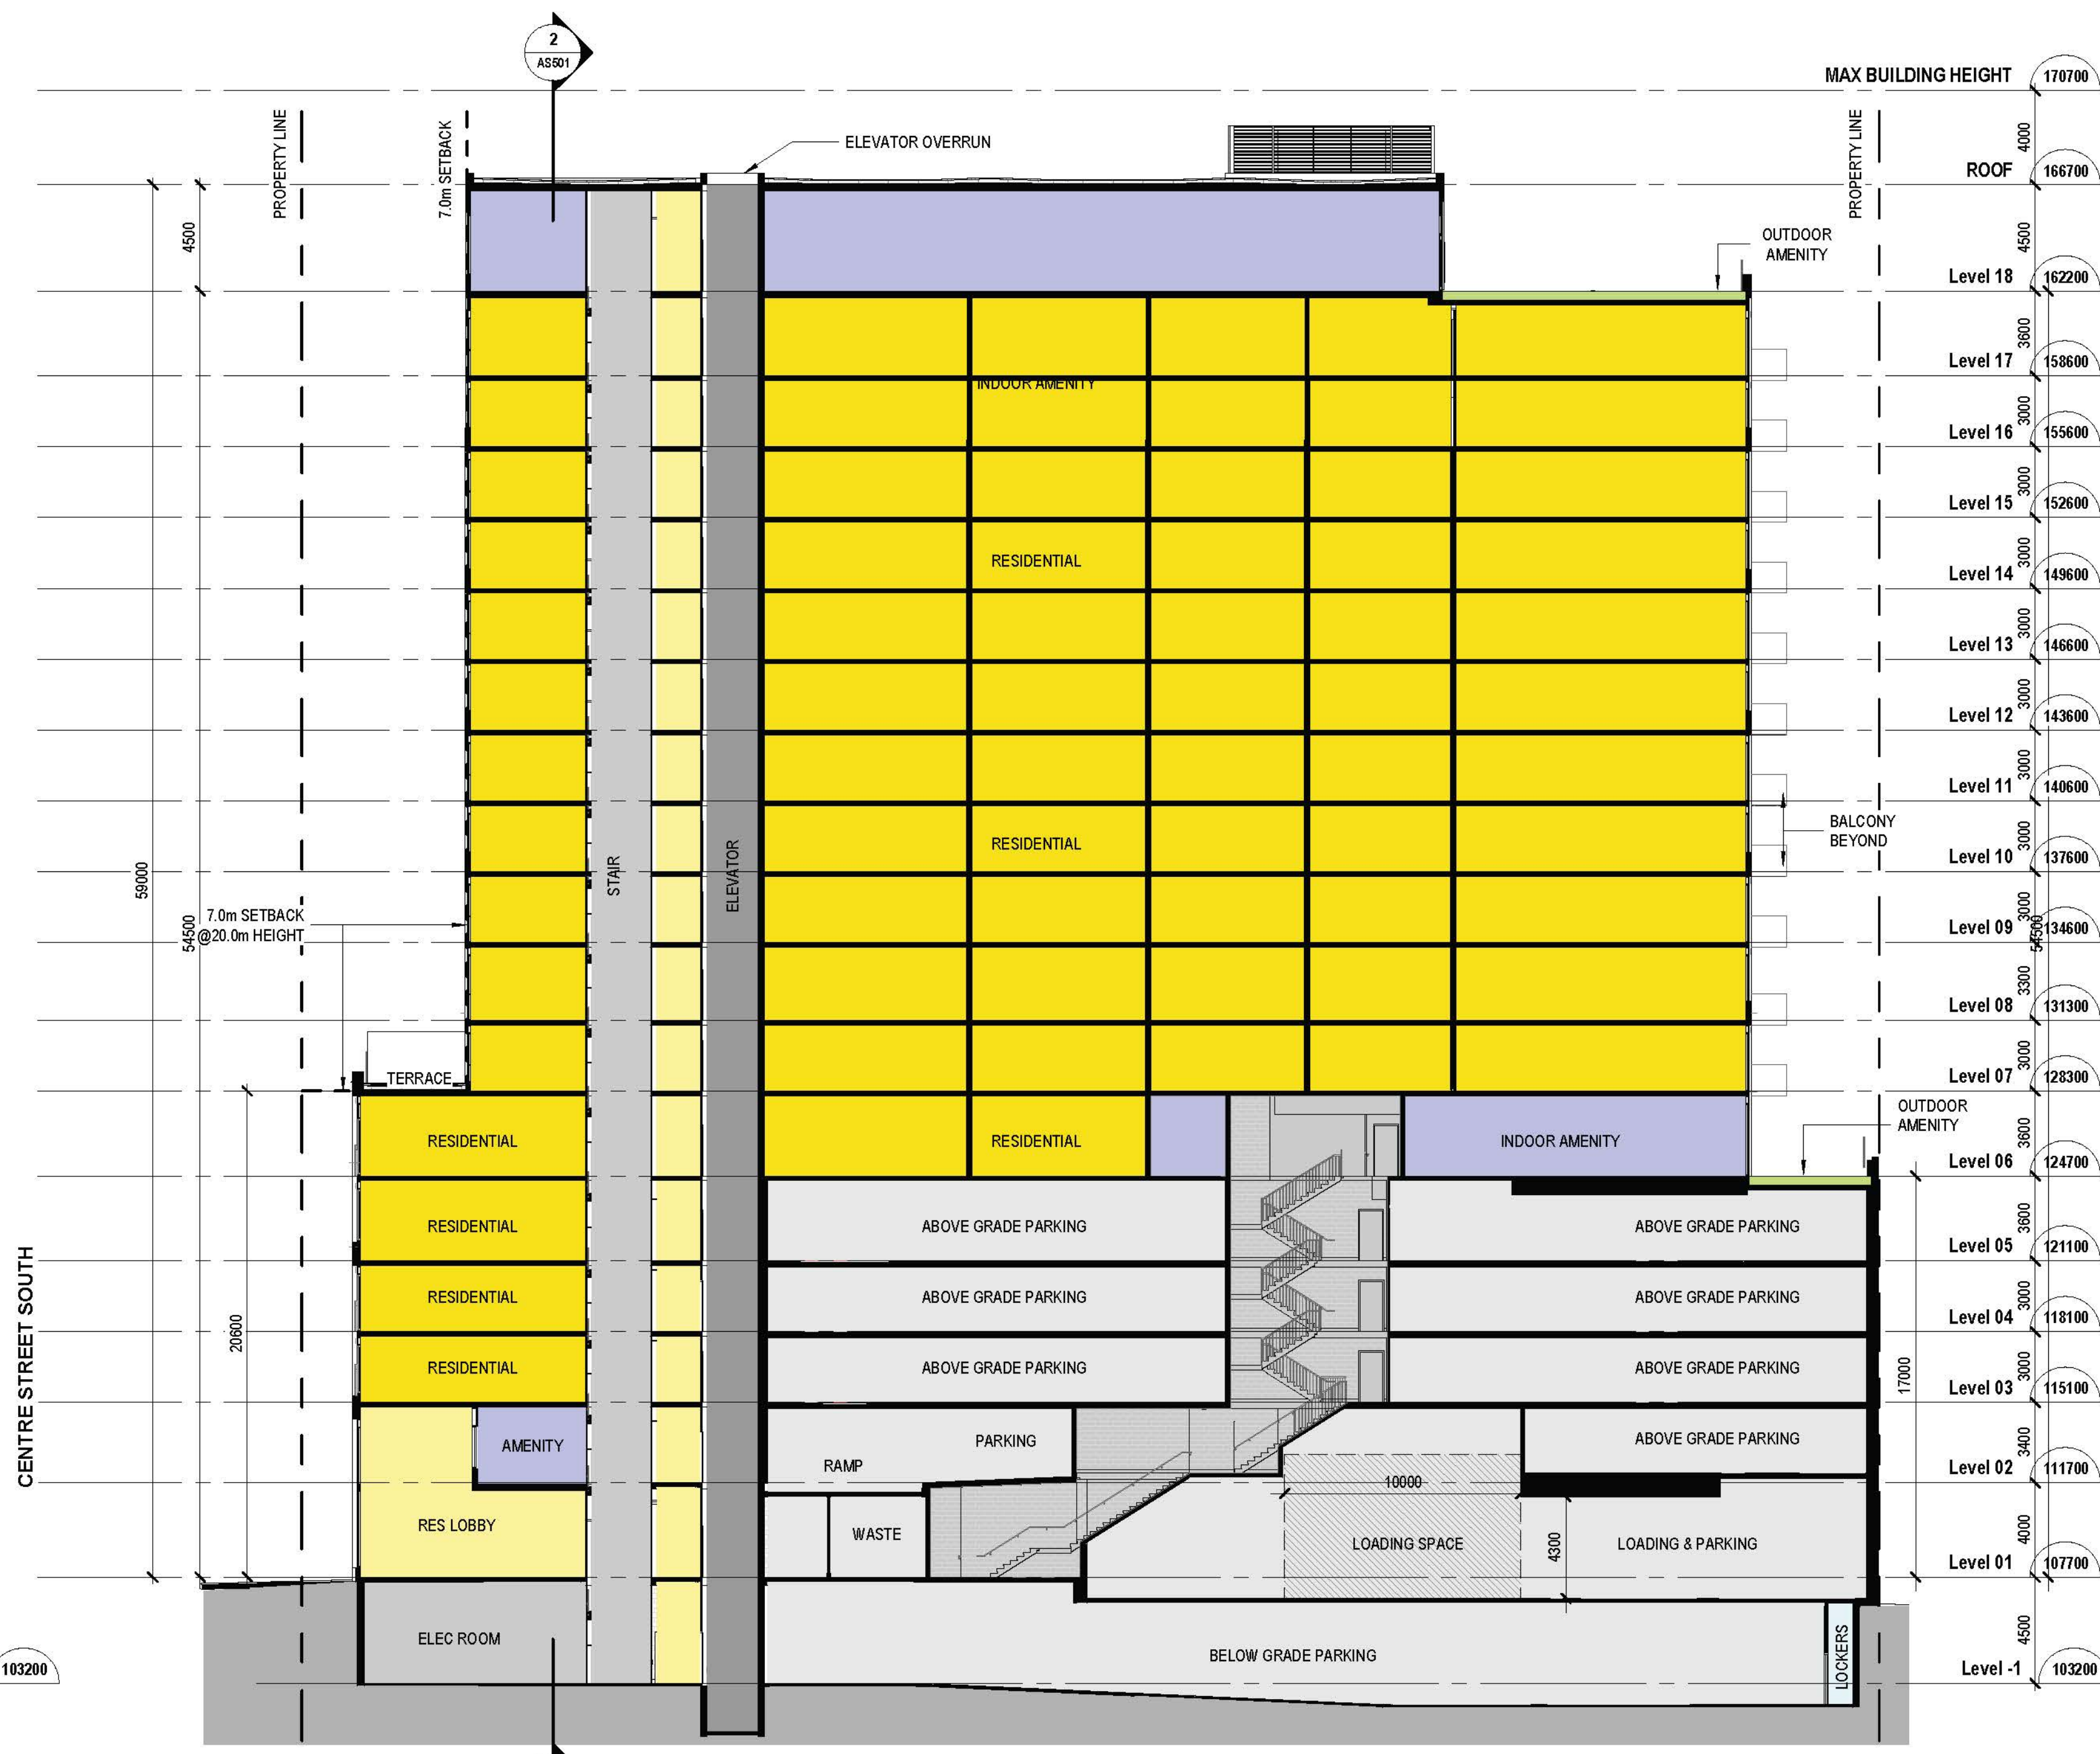 2
AS501
MAX BUILDING HEIGHT 170700
4000
PROPERTY LINE
7.0m SETBACK
ELEVATOR OVERRUN
PROPERTY LINE
ROOF 166700
4500
4500
OUTDOOR
AMENITY
Level 18 162200
3600
Level 17 158600
INDOOR AMENITY
3000
Level 16 155600
3000
Level 15 152600
RESIDENTIAL
3000
Level 14 149600
3000
Level 13 146600
3000
Level 12 143600
3000
Level 11 140600
BALCONY
BEYOND
RESIDENTIAL
3000
Level 10 137600
59000
STAIR
ELEVATOR
7.0m SETBACK
@20.0m HEIGHT
54500
3000
Level 09 134600
54500
3300
Level 08 131300
3000
TERRACE
Level 07 128300
OUTDOOR
AMENITY
RESIDENTIAL
RESIDENTIAL
INDOOR AMENITY
3600
Level 06 124700
RESIDENTIAL
ABOVE GRADE PARKING
ABOVE GRADE PARKING
3600
Level 05 121100
RESIDENTIAL
ABOVE GRADE PARKING
ABOVE GRADE PARKING
3000
Level 04 118100
CENTRE STREET SOUTH
20600
RESIDENTIAL
ABOVE GRADE PARKING
ABOVE GRADE PARKING
17000
3000
Level 03 115100
AMENITY
PARKING
RAMP
ABOVE GRADE PARKING
3400
Level 02 111700
10000
RES LOBBY
WASTE
LOADING SPACE
4300
LOADING & PARKING
4000
Level 01 107700
ELEC ROOM
BELOW GRADE PARKING
LOCKERS
4500
103200
Level -1 103200